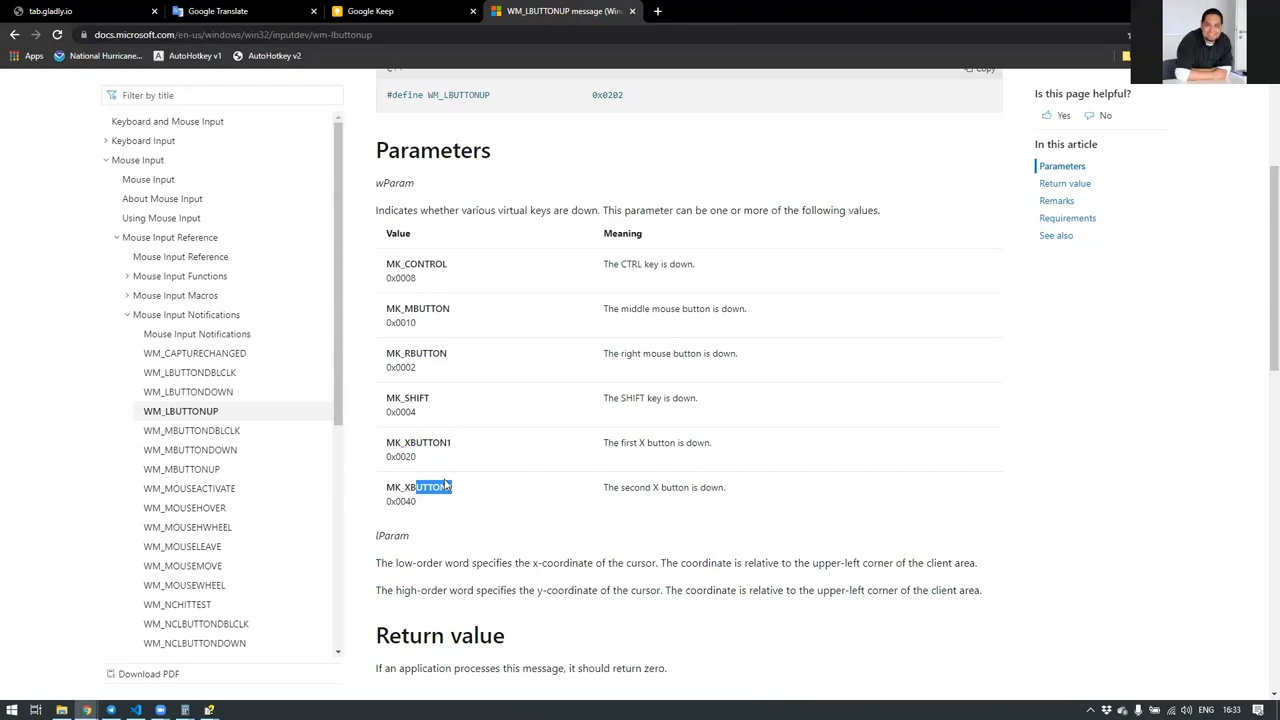 tab.gladly.io
Google Translate
Google Keep
WM_LBUTTONUP message (Win
docs.microsoft.com/en-us/windows/win32/inputdev/wm-lbuttonup
Apps
National Hurricane...
AutoHotkey v1
AutoHotkey v2
Filter by title
Keyboard and Mouse Input
Keyboard Input
Mouse Input
Mouse Input
About Mouse Input
Using Mouse Input
Mouse Input Reference
Mouse Input Reference
Mouse Input Functions
Mouse Input Macros
Mouse Input Notifications
Mouse Input Notifications
WM_CAPTURECHANGED
WM_LBUTTONDBLCLK
WM_LBUTTONDOWN
WM_LBUTTONUP
WM_MBUTTONDBLCLK
WM_MBUTTONDOWN
WM_MBUTTONUP
WM_MOUSEACTIVATE
WM_MOUSEHOVER
WM_MOUSEHWHEEL
WM_MOUSELEAVE
WM_MOUSEMOVE
WM_MOUSEWHEEL
WM_NCHITTEST
WM_NCLBUTTONDBLCLK
WM_NCLBUTTONDOWN
Download PDF
C++
Copy
#define WM_LBUTTONUP 0x0202
Parameters
wParam
Indicates whether various virtual keys are down. This parameter can be one or more of the following values.
Value Meaning
MK_CONTROL The CTRL key is down.
0x0008
MK_MBUTTON The middle mouse button is down.
0x0010
MK_RBUTTON The right mouse button is down.
0x0002
MK_SHIFT The SHIFT key is down.
0x0004
MK_XBUTTON1 The first X button is down.
0x0020
MK_XBUTTON2 The second X button is down.
0x0040
lParam
The low-order word specifies the x-coordinate of the cursor. The coordinate is relative to the upper-left corner of the client area.
The high-order word specifies the y-coordinate of the cursor. The coordinate is relative to the upper-left corner of the client area.
Return value
If an application processes this message, it should return zero.
Is this page helpful?
Yes No
In this article
Parameters
Return value
Remarks
Requirements
See also
ENG 16:33